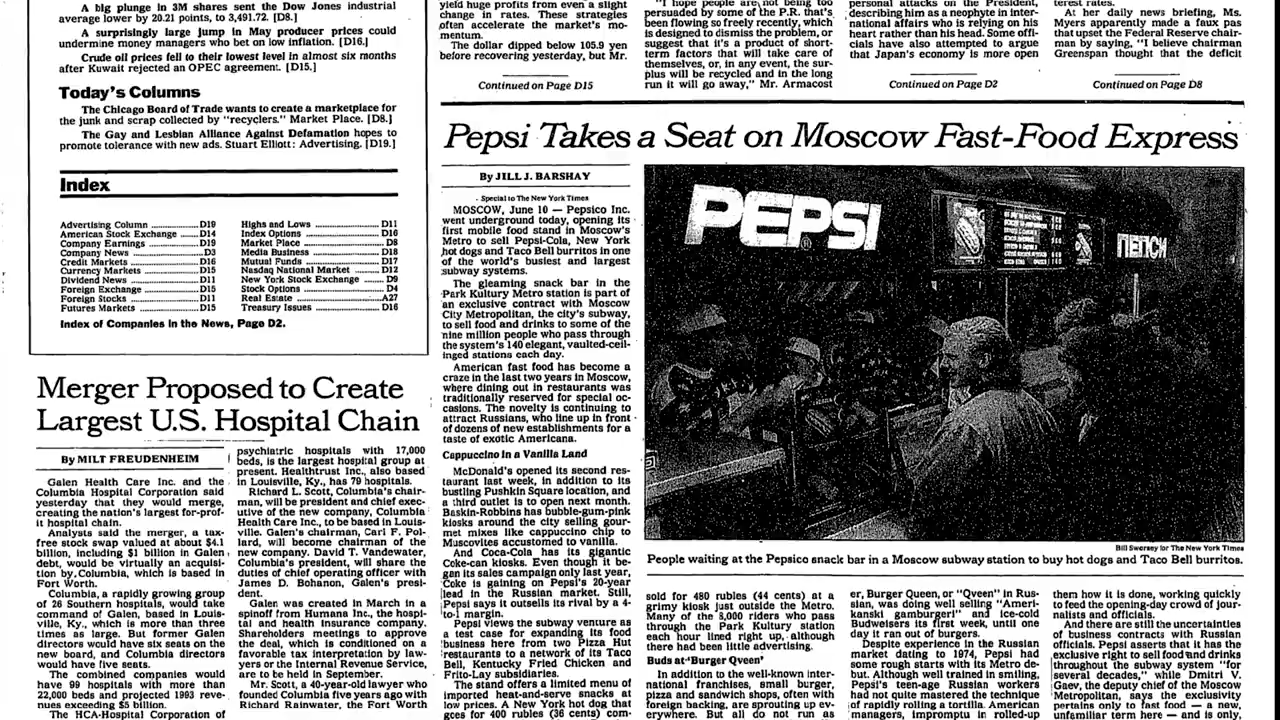 A big plunge in 3M shares sent the Dow Jones industrial
average lower by 20.21 points, to 3,491.72. [D8.]
A surprisingly large jump in May producer prices could
undermine money managers who bet on low inflation. [D16.]
Crude oil prices fell to their lowest level in almost six months
after Kuwait rejected an OPEC agreement. [D15.]
Today's Columns
The Chicago Board of Trade wants to create a marketplace for
the junk and scrap collected by "recyclers." Market Place. [D8.]
The Gay and Lesbian Alliance Against Defamation hopes to
promote tolerance with new ads. Stuart Elliott: Advertising. [D19.]
Index
Advertising Column D19
American Stock Exchange D14
Company Earnings D19
Company News D3
Credit Markets D16
Currency Markets D15
Dividend News D11
Foreign Exchange D15
Foreign Stocks D11
Futures Markets D15
Highs and Lows D11
Index Options D10
Market Place D8
Media Business D18
Mutual Funds D17
Nasdaq National Market D12
New York Stock Exchange D9
Stock Options D4
Real Estate A27
Treasury Issues D16
Index of Companies in the News, Page D2.
Merger Proposed to Create
Largest U.S. Hospital Chain
By MILT FREUDENHEIM
Galen Health Care Inc. and the
Columbia Hospital Corporation said
yesterday that they would merge,
creating the nation's largest for-prof-
it hospital chain.
Analysts said the merger, a tax-
free stock swap valued at about $4.1
billion, including $1 billion in Galen
debt, would be virtually an acquisi-
tion by Columbia, which is based in
Fort Worth.
Columbia, a rapidly growing group
of 26 Southern hospitals, would take
command of Galen, based in Louis-
ville, Ky., which is more than three
times as large. But former Galen
directors would have six seats on the
new board, and Columbia directors
would have five seats.
The combined companies would
have 99 hospitals with more than
22,000 beds and projected 1993 reve-
nues exceeding $5 billion.
The HCA-Hospital Corporation of
psychiatric hospitals with 17,000
beds, is the largest hospital group at
present. Healthtrust Inc., also based
in Louisville, Ky., has 79 hospitals.
Richard L. Scott, Columbia's chair-
man, will be president and chief exec-
utive of the new company, Columbia
Health Care Inc., to be based in Louis-
ville. Galen's chairman, Carl F. Pol-
lard, will become chairman of the
new company. David T. Vandewater,
Columbia's president, will share the
duties of chief operating officer with
James D. Bohanon, Galen's presi-
dent.
Galen was created in March in a
spinoff from Humana Inc., the hospi-
tal and health insurance company.
Shareholders meetings to approve
the deal, which is conditioned on a
favorable tax interpretation by law-
yers or the Internal Revenue Service,
are to be held in September.
Mr. Scott, a 40-year-old lawyer who
founded Columbia five years ago with
Richard Rainwater, the Fort Worth
yield huge profits from even a slight
change in rates. These strategies
often accelerate the market's mo-
mentum.
The dollar dipped below 105.9 yen
before recovering yesterday, but Mr.
Continued on Page D15
"I hope people are not being too
persuaded by some of the P.R. that's
been flowing so freely recently, which
is designed to dismiss the problem, or
suggest that it's a product of short-
term factors that will take care of
themselves, or, in any event, the sur-
plus will be recycled and in the long
run it will go away," Mr. Armacost
personal attacks on the President,
describing him as a neophyte in inter-
national affairs who is relying on his
heart rather than his head. Some offi-
cials have also attempted to argue
that Japan's economy is more open
Continued on Page D2
terest rates.
At her daily news briefing, Ms.
Myers apparently made a faux pas
that upset the Federal Reserve chair-
man by saying, "I believe chairman
Greenspan thought that the deficit
Continued on Page D8
Pepsi Takes a Seat on Moscow Fast-Food Express
By JILL J. BARSHAY
Special to The New York Times
MOSCOW, June 10 — Pepsico Inc.
went underground today, opening its
first mobile food stand in Moscow's
Metro to sell Pepsi-Cola, New York
hot dogs and Taco Bell burritos in one
of the world's busiest and largest
subway systems.
The gleaming snack bar in the
Park Kultury Metro station is part of
an exclusive contract with Moscow
City Metropolitan, the city's subway,
to sell food and drinks to some of the
nine million people who pass through
the system's 140 elegant, vaulted-ceil-
inged stations each day.
American fast food has become a
craze in the last two years in Moscow,
where dining out in restaurants was
traditionally reserved for special oc-
casions. The novelty is continuing to
attract Russians, who line up in front
of dozens of new establishments for a
taste of exotic Americana.
Cappuccino in a Vanilla Land
McDonald's opened its second res-
taurant last week, in addition to its
bustling Pushkin Square location, and
a third outlet is to open next month.
Baskin-Robbins has bubble-gum-pink
kiosks around the city selling gour-
met mixes like cappuccino chip to
Muscovites accustomed to vanilla.
And Coca-Cola has its gigantic
Coke-can kiosks. Even though it be-
gan its sales campaign only last year,
Coke is gaining on Pepsi's 20-year
lead in the Russian market. Still,
Pepsi says it outsells its rival by a 4-
to-1 margin.
Pepsi views the subway venture as
a test case for expanding its food
business here from two Pizza Hut
restaurants to a network of its Taco
Bell, Kentucky Fried Chicken and
Frito-Lay subsidiaries.
The stand offers a limited menu of
imported heat-and-serve snacks at
low prices. A New York hot dog that
goes for 400 rubles (36 cents) com-
PEPSI
ПЕПСИ
Bill Swersey for The New York Times
People waiting at the Pepsico snack bar in a Moscow subway station to buy hot dogs and Taco Bell burritos.
sold for 480 rubles (44 cents) at a
grimy kiosk just outside the Metro.
Many of the 8,000 riders who pass
through the Park Kultury station
each hour lined right up, although
there had been little advertising.
Buds at 'Burger Qveen'
In addition to the well-known inter-
national franchises, small burger,
pizza and sandwich shops, often with
foreign backing, are sprouting up ev-
erywhere. But all do not run as
er, Burger Queen, or "Qveen" in Rus-
sian, was doing well selling "Ameri-
kanski gamburgeri" and ice-cold
Budweisers its first week, until one
day it ran out of burgers.
Despite experience in the Russian
market dating to 1974, Pepsi had
some rough starts with its Metro de-
but. Although well trained in smiling,
Pepsi's teen-age Russian workers
had not quite mastered the technique
of rapidly rolling a tortilla. American
managers, impromptu in rolled-up
them how it is done, working quickly
to feed the opening-day crowd of jour-
nalists and officials.
And there are still the uncertainties
of business contracts with Russian
officials. Pepsi asserts that it has the
exclusive right to sell food and drinks
throughout the subway system "for
several decades," while Dmitri V.
Gaev, the deputy chief of the Moscow
Metropolitan, says the exclusivity
pertains only to fast food — a new,
unfamiliar term here — or is only,